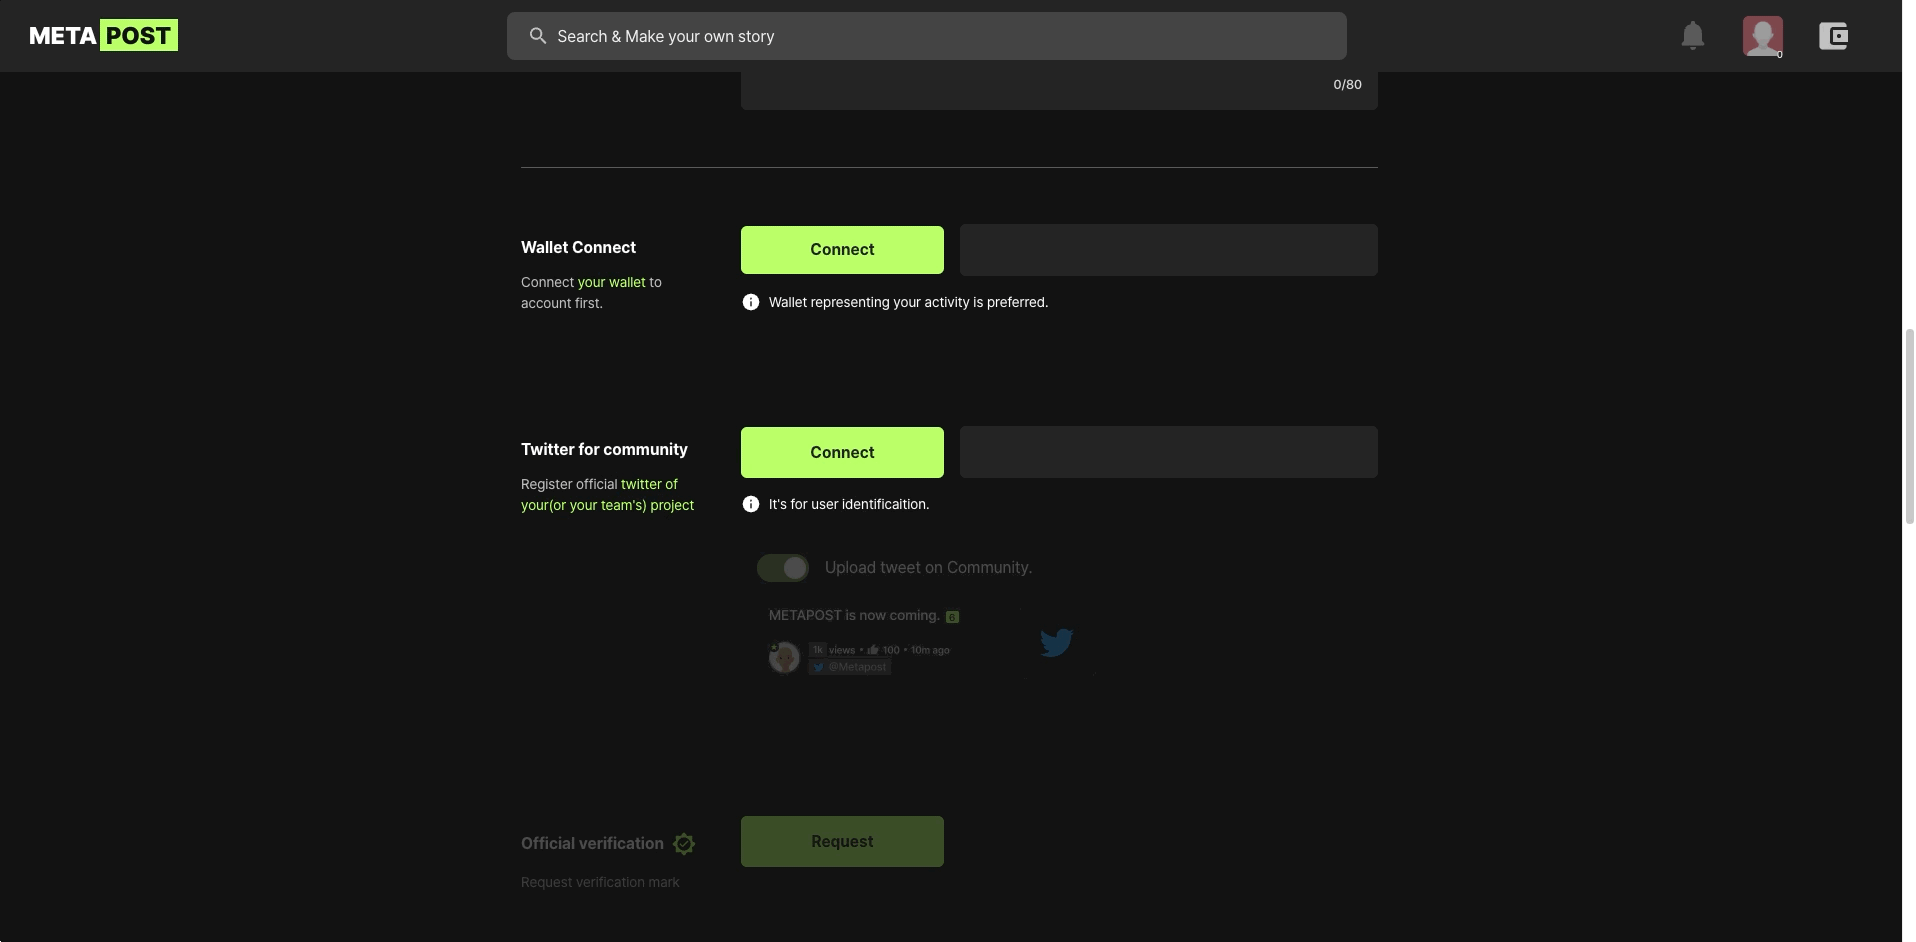 META POST
Search & Make your own story
0
0/80
Wallet Connect
Connect
Connect your wallet to
account first.
Wallet representing your activity is preferred.
Twitter for community
Connect
Register official twitter of
your(or your team's) project
It's for user identificaition.
Upload tweet on Community.
METAPOST is now coming. 6
1k views • 100 • 10m ago
@Metapost
Official verification
Request
Request verification mark